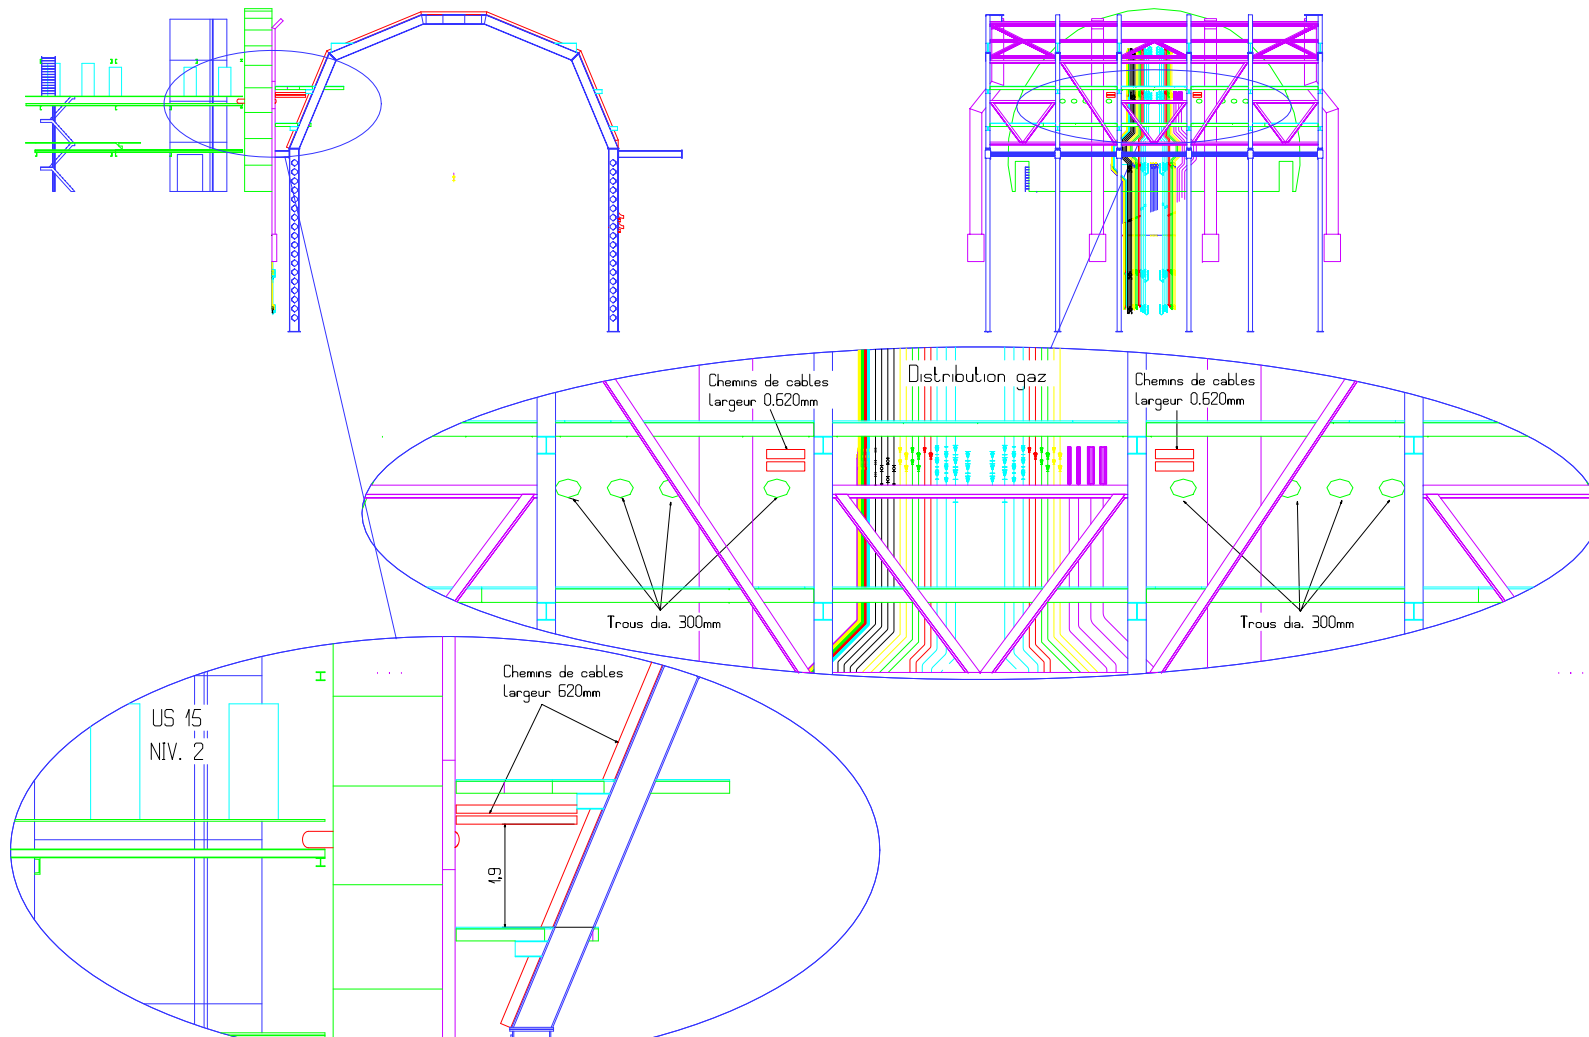 Chemins de cables
largeur 0.620mm
Distribution gaz
Chemins de cables
largeur 0.620mm
Trous dia. 300mm
Trous dia. 300mm
US 15
NIV. 2
Chemins de cables
largeur 620mm
1,9